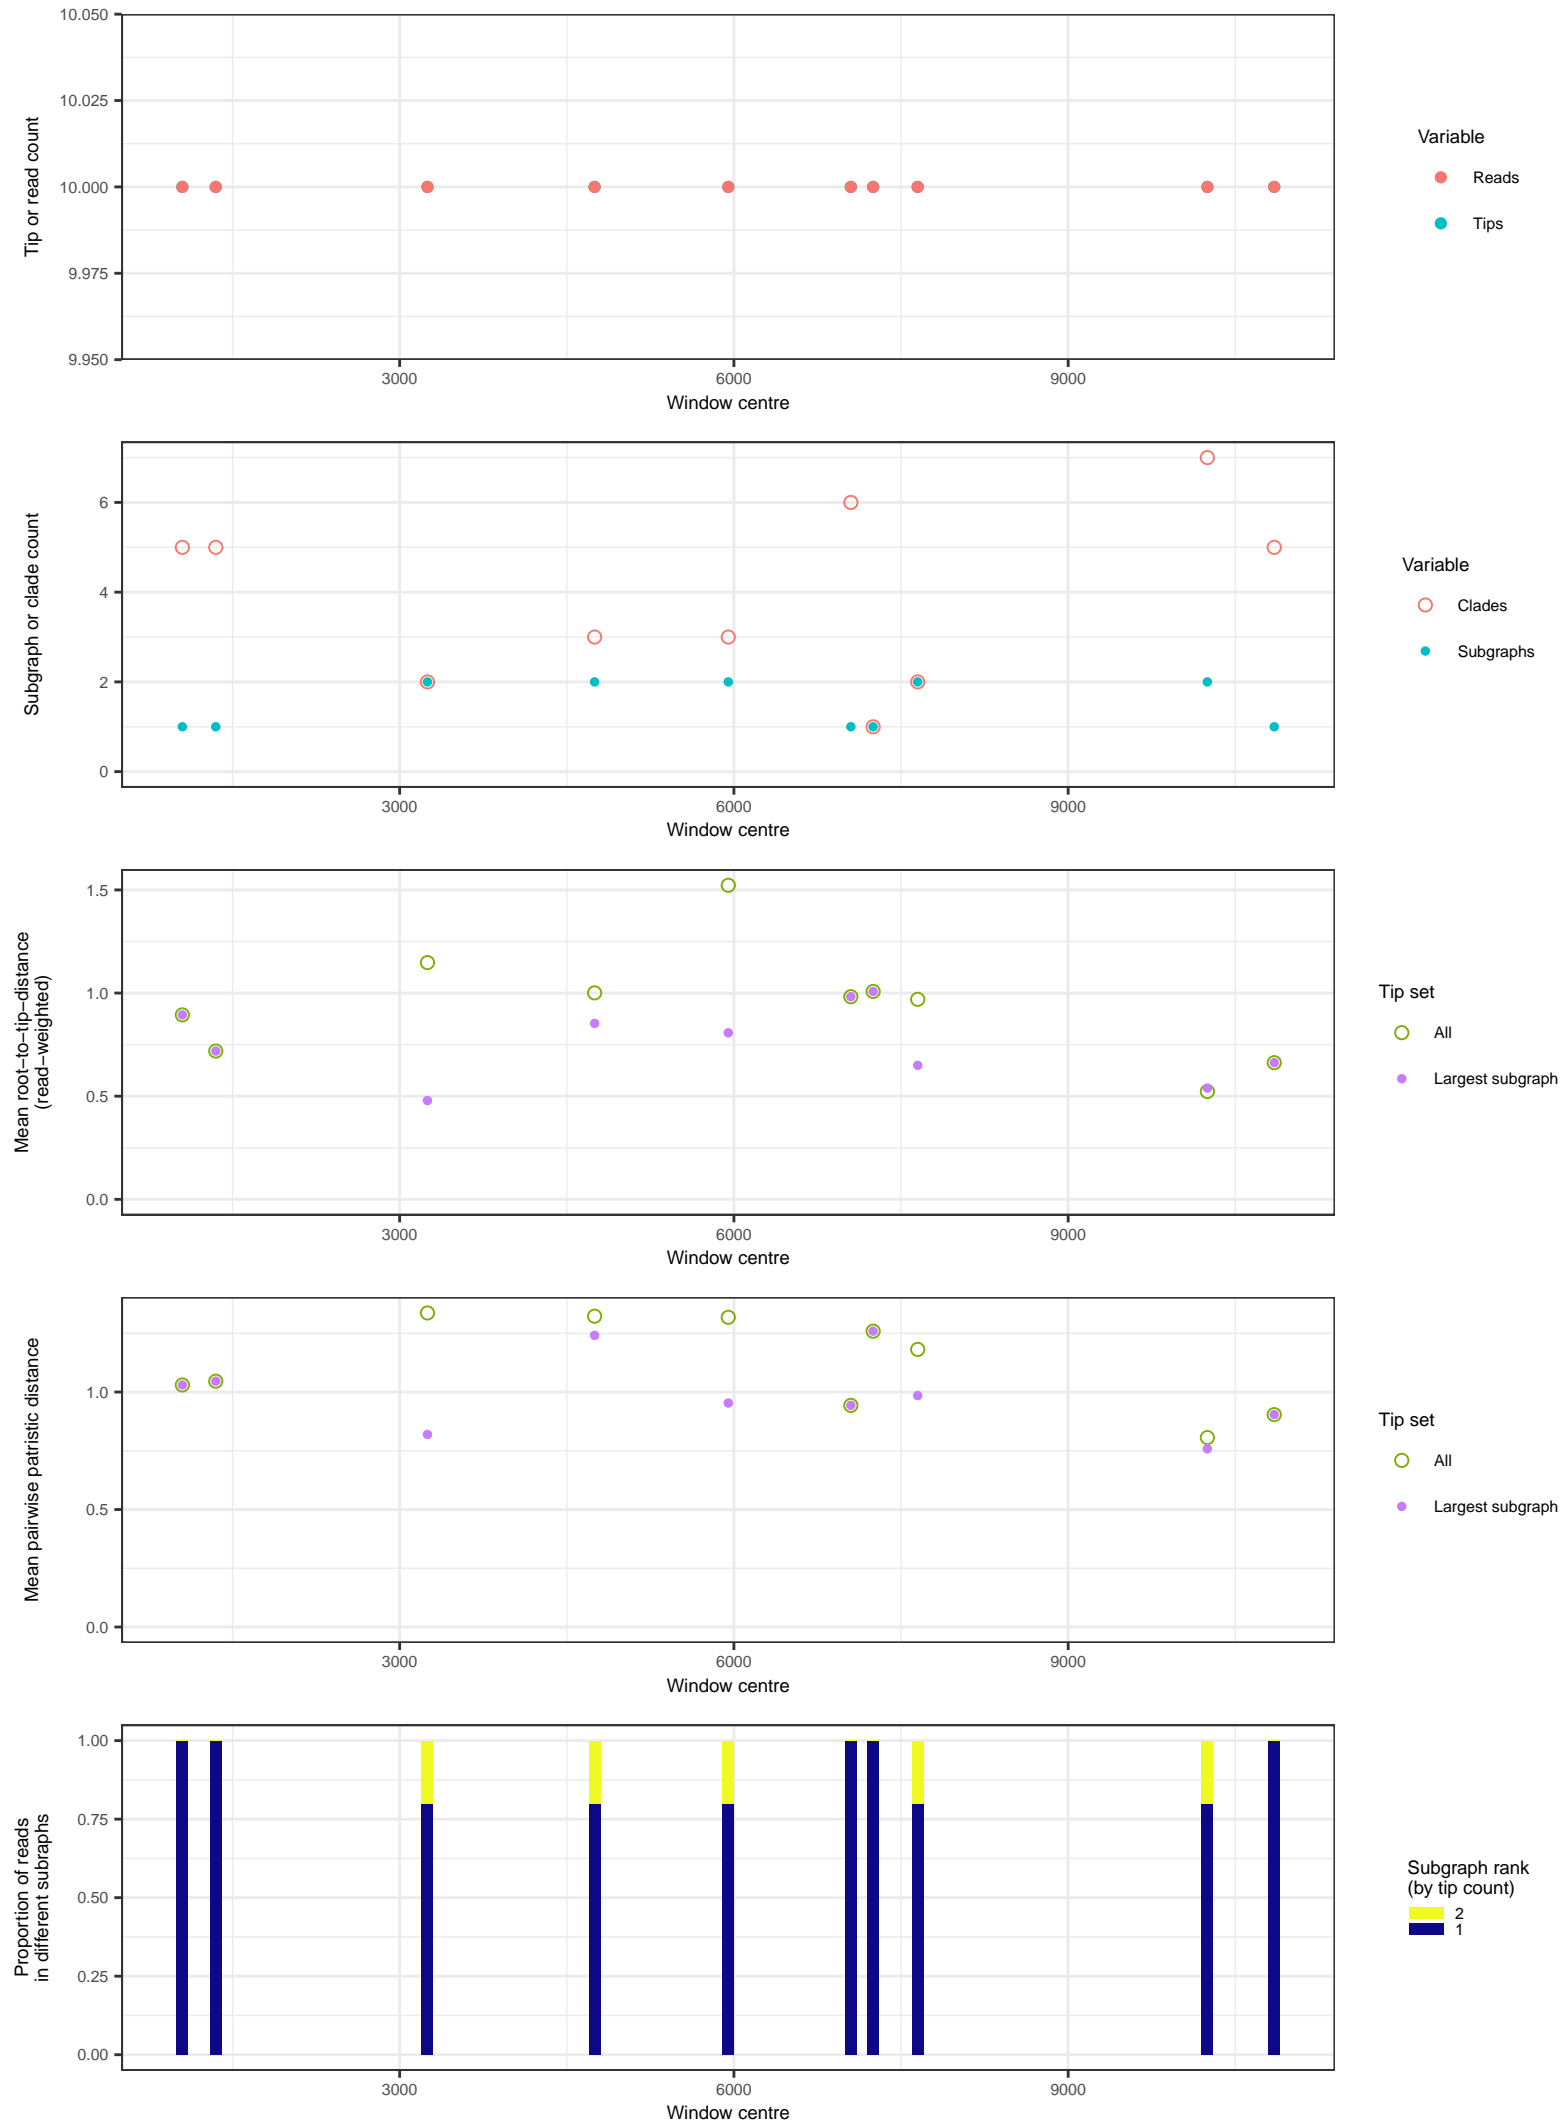 10.050
10.025
10.000
9.975
9.950
Tip or read count
3000
6000
9000
Window centre
Variable
Reads
Tips
6
4
2
0
Subgraph or clade count
3000
6000
9000
Window centre
Variable
Clades
Subgraphs
1.5
1.0
0.5
0.0
Mean root−to−tip−distance
(read−weighted)
3000
6000
9000
Window centre
Tip set
All
Largest subgraph
1.0
0.5
0.0
Mean pairwise patristic distance
3000
6000
9000
Window centre
Tip set
All
Largest subgraph
1.00
0.75
0.50
0.25
0.00
Proportion of reads
in different subraphs
3000
6000
9000
Window centre
Subgraph rank
(by tip count)
2
1